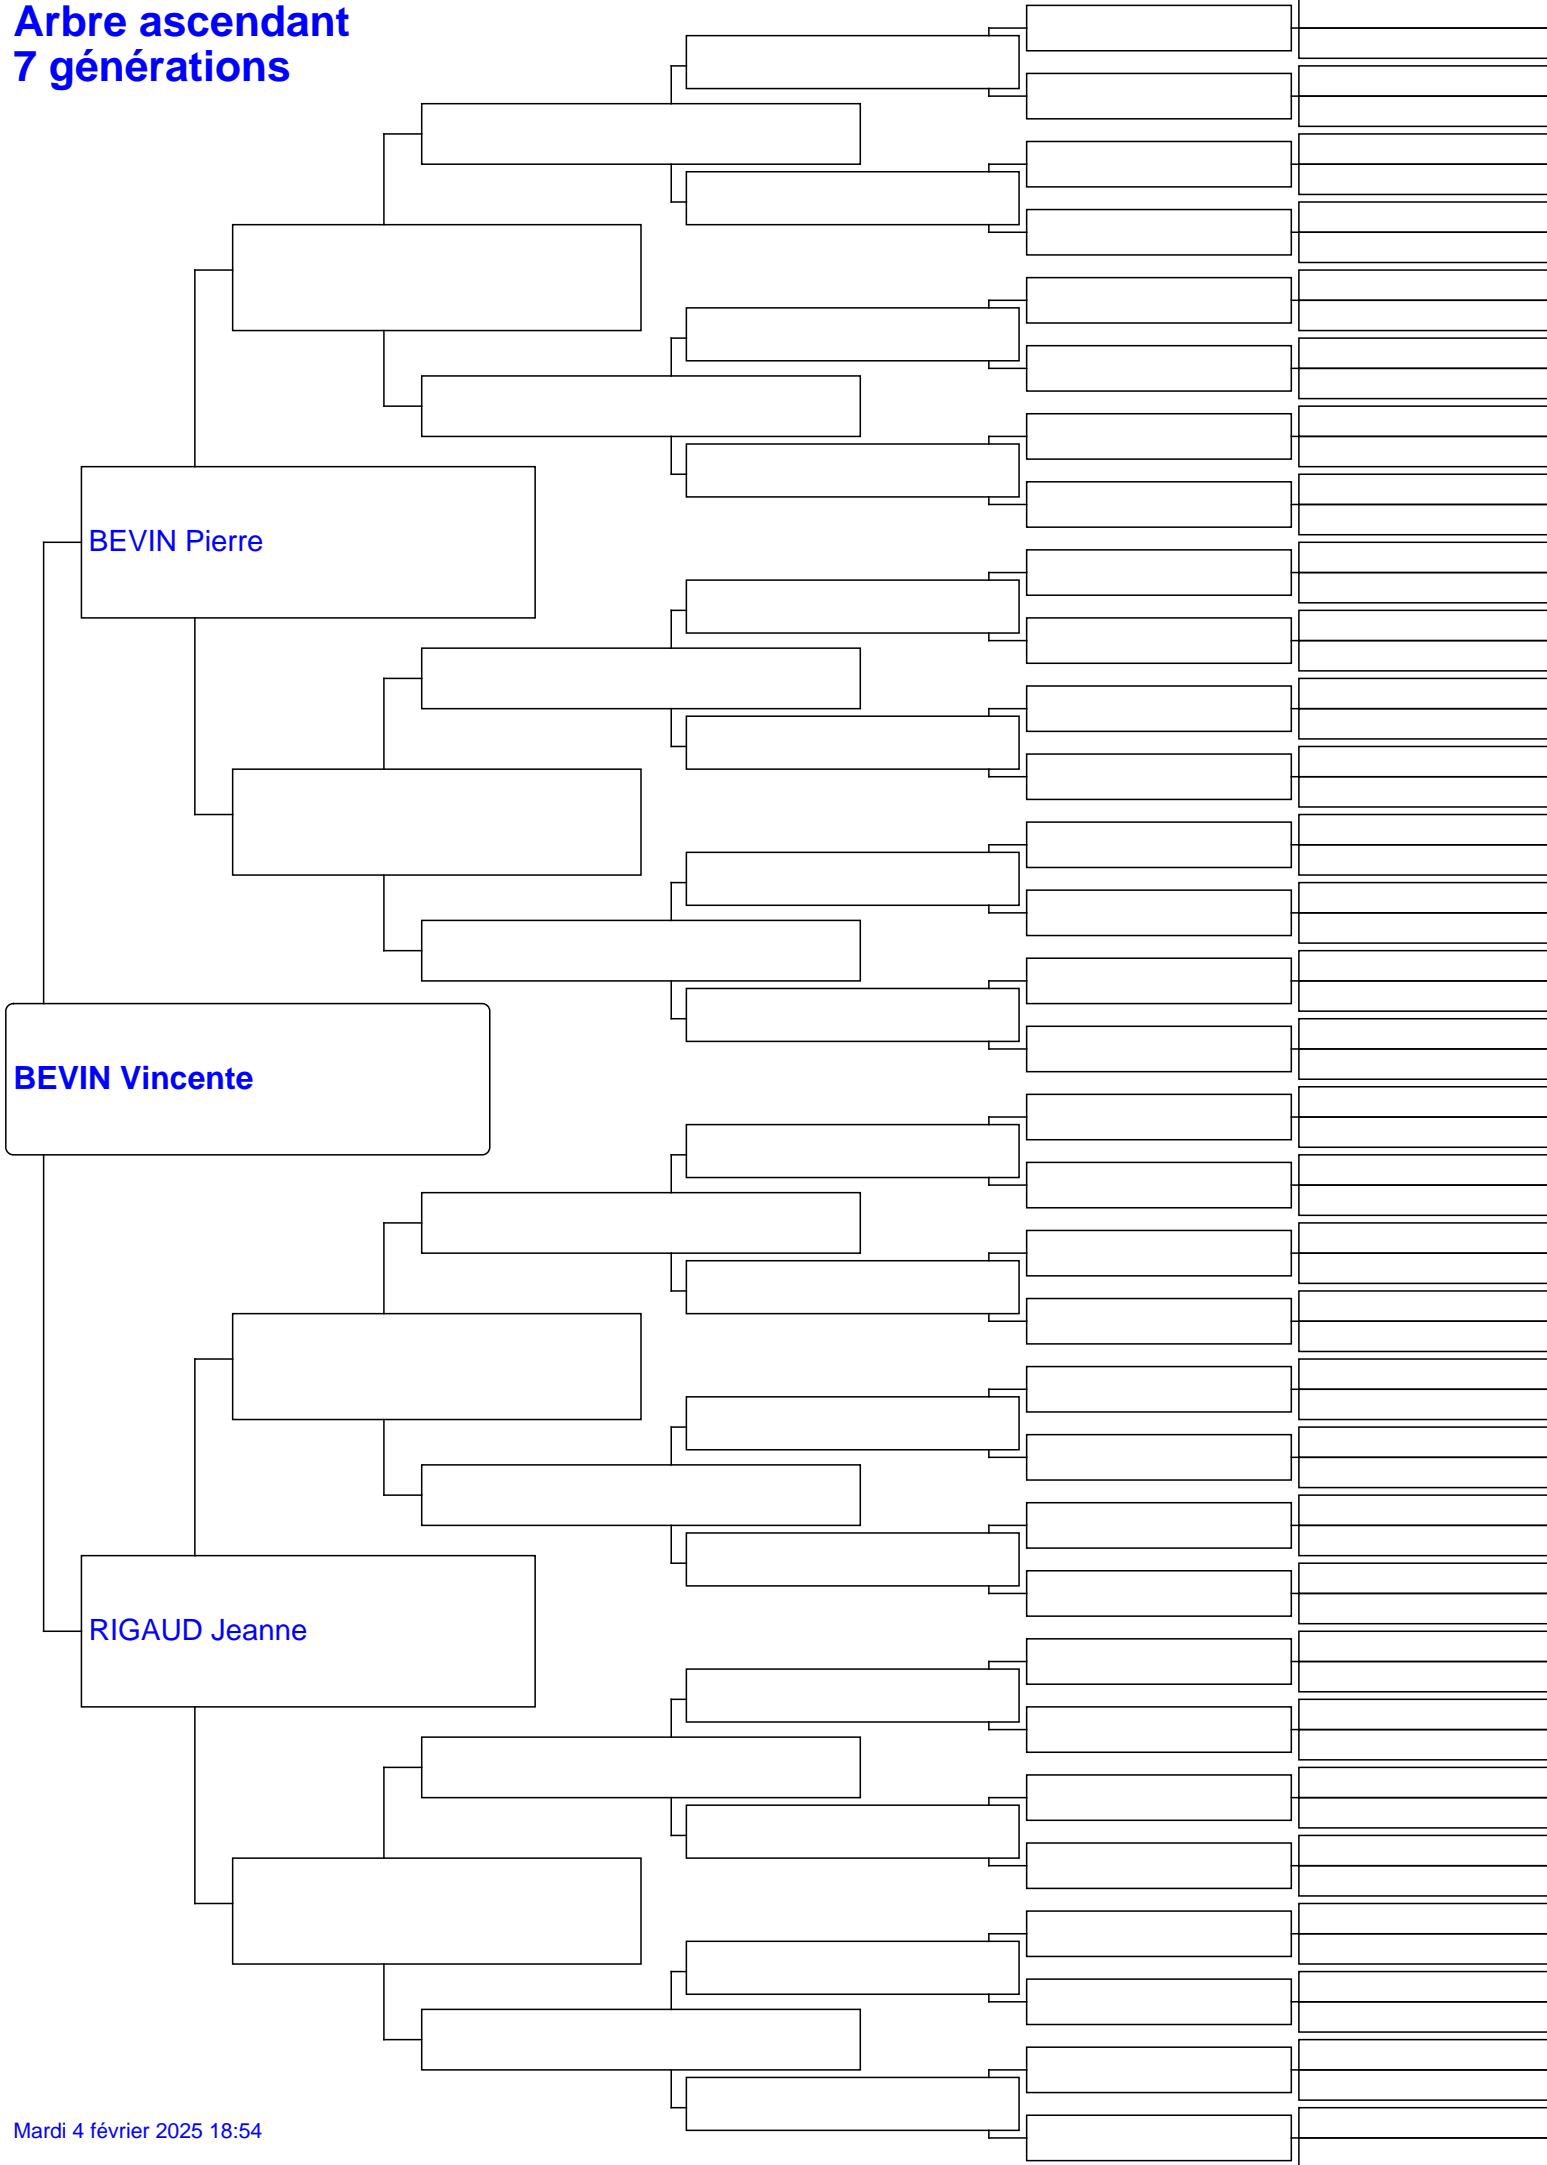 Arbre ascendant
7 générations
BEVIN Pierre
BEVIN Vincente
RIGAUD Jeanne
Mardi 4 février 2025 18:54